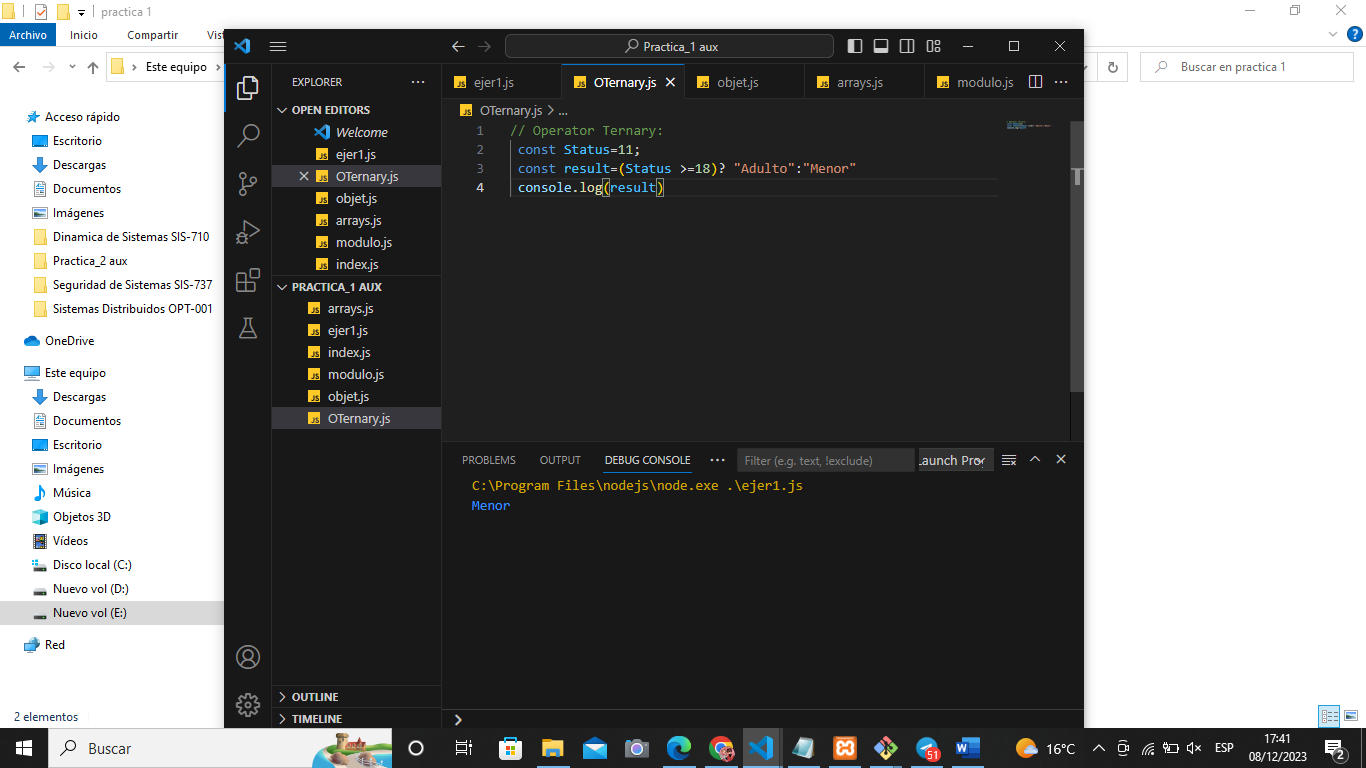 practica 1
Archivo
Inicio
Compartir
Vis
Este equipo
Buscar en practica 1
Acceso rápido
Escritorio
Descargas
Documentos
Imágenes
Dinamica de Sistemas SIS-710
Practica_2 aux
Seguridad de Sistemas SIS-737
Sistemas Distribuidos OPT-001
OneDrive
Este equipo
Descargas
Documentos
Escritorio
Imágenes
Música
Objetos 3D
Vídeos
Disco local (C:)
Nuevo vol (D:)
Nuevo vol (E:)
Red
2 elementos
Practica_1 aux
EXPLORER
OPEN EDITORS
Welcome
ejer1.js
OTernary.js
objet.js
arrays.js
modulo.js
index.js
PRACTICA_1 AUX
arrays.js
ejer1.js
index.js
modulo.js
objet.js
OTernary.js
OUTLINE
TIMELINE
ejer1.js
OTernary.js
objet.js
arrays.js
modulo.js
OTernary.js > ...
1 // Operator Ternary:
2 const Status=11;
3 const result=(Status >=18)? "Adulto":"Menor"
4 console.log(result)
PROBLEMS
OUTPUT
DEBUG CONSOLE
Filter (e.g. text, !exclude)
Launch Pro
C:\Program Files\nodejs\node.exe .\ejer1.js
Menor
Buscar
51
16°C
ESP
17:41
08/12/2023
2